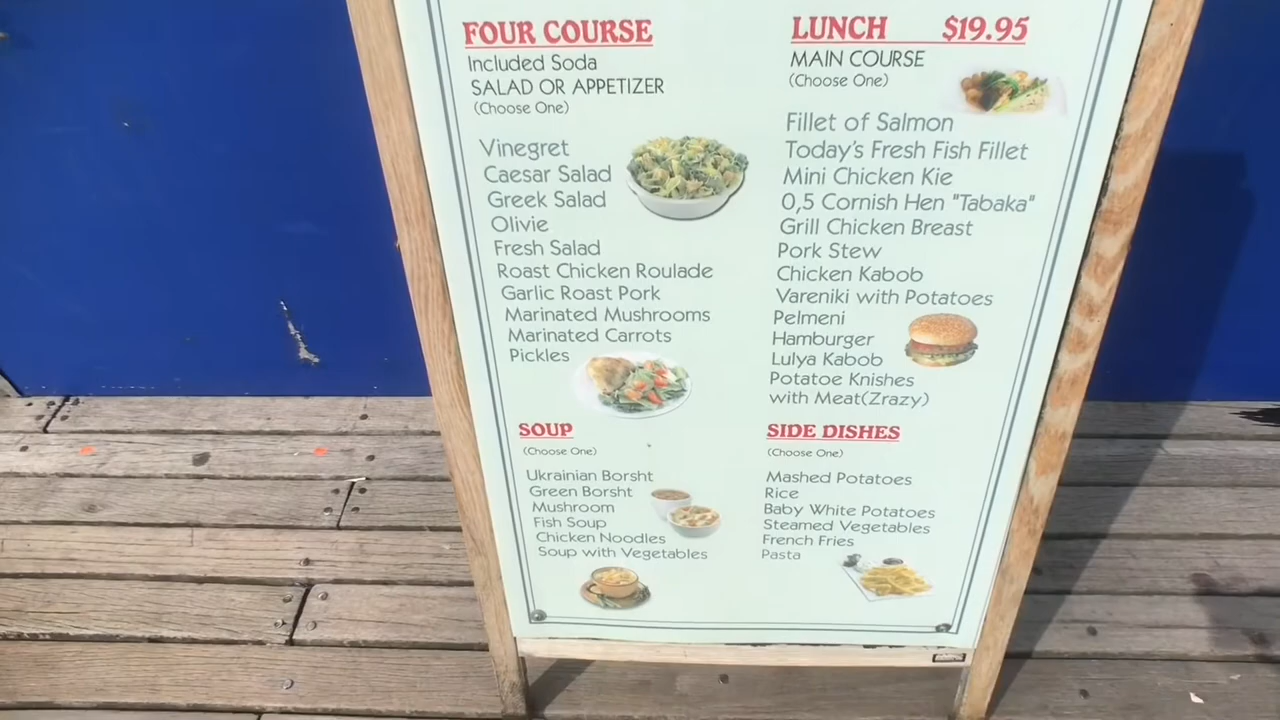 FOUR COURSE
Included Soda
SALAD OR APPETIZER
(Choose One)
Vinegret
Caesar Salad
Greek Salad
Olivie
Fresh Salad
Roast Chicken Roulade
Garlic Roast Pork
Marinated Mushrooms
Marinated Carrots
Pickles
SOUP
(Choose One)
Ukrainian Borsht
Green Borsht
Mushroom
Fish Soup
Chicken Noodles
Soup with Vegetables
LUNCH $19.95
MAIN COURSE
(Choose One)
Fillet of Salmon
Today's Fresh Fish Fillet
Mini Chicken Kie
0,5 Cornish Hen "Tabaka"
Grill Chicken Breast
Pork Stew
Chicken Kabob
Vareniki with Potatoes
Pelmeni
Hamburger
Lulya Kabob
Potatoe Knishes
with Meat(Zrazy)
SIDE DISHES
(Choose One)
Mashed Potatoes
Rice
Baby White Potatoes
Steamed Vegetables
French Fries
Pasta